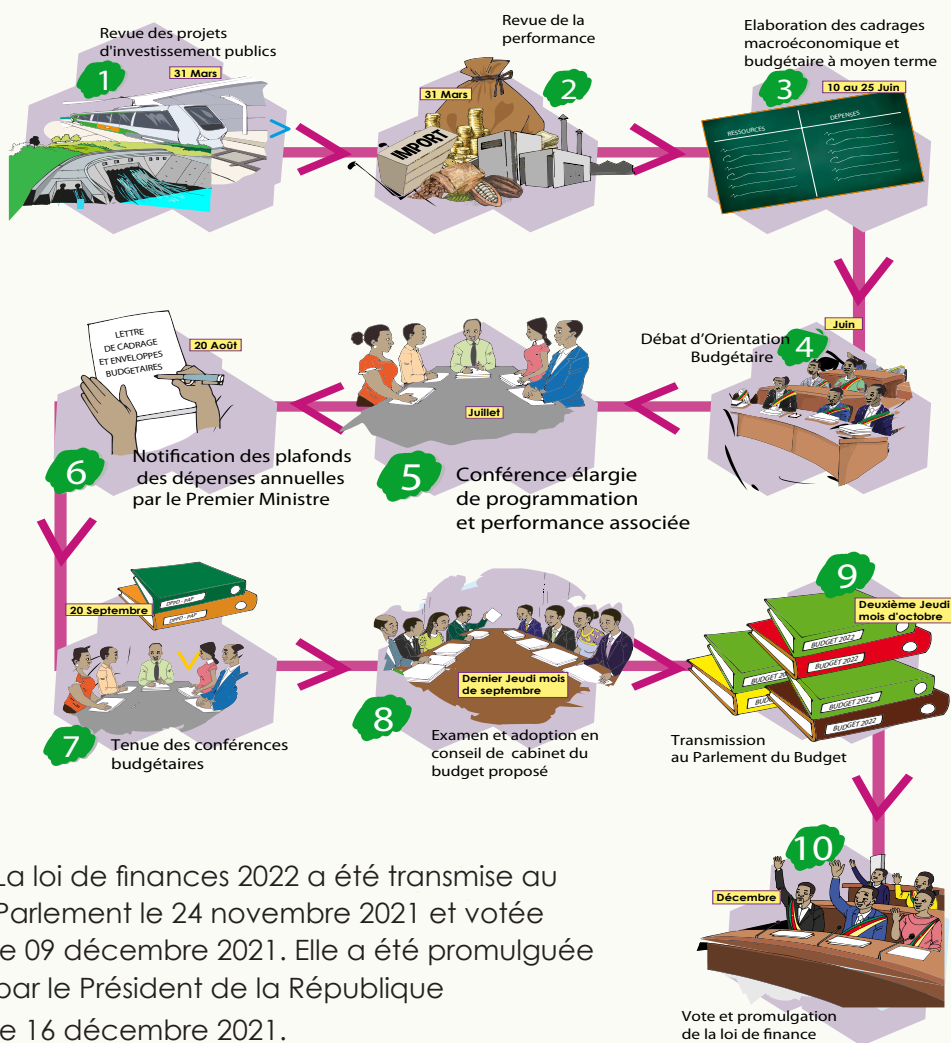 Revue des projets
d'investissement publics
1
31 Mars
Revue de la
performance
2
31 Mars
IMPORT
Elaboration des cadrages
macroéconomique et
budgétaire à moyen terme
3
10 au 25 Juin
RESSOURCES
DEPENSES
Juin
Débat d'Orientation
Budgétaire
4
Juillet
5
Conférence élargie
de programmation
et performance associée
LETTRE
DE CADRAGE
ET ENVELOPPES
BUDGETAIRES
20 Août
6
Notification des plafonds
des dépenses annuelles
par le Premier Ministre
20 Septembre
DPPD - PAP
DPPD - PAP
7
Tenue des conférences
budgétaires
Dernier Jeudi mois
de septembre
8
Examen et adoption en
conseil de cabinet du
budget proposé
9
Deuxième Jeudi
mois d'octobre
BUDGET 2022
BUDGET 2022
BUDGET 2022
BUDGET 2022
BUDGET 2022
Transmission
au Parlement du Budget
10
Décembre
Vote et promulgation
de la loi de finance
La loi de finances 2022 a été transmise au
Parlement le 24 novembre 2021 et votée
le 09 décembre 2021. Elle a été promulguée
par le Président de la République
le 16 décembre 2021.